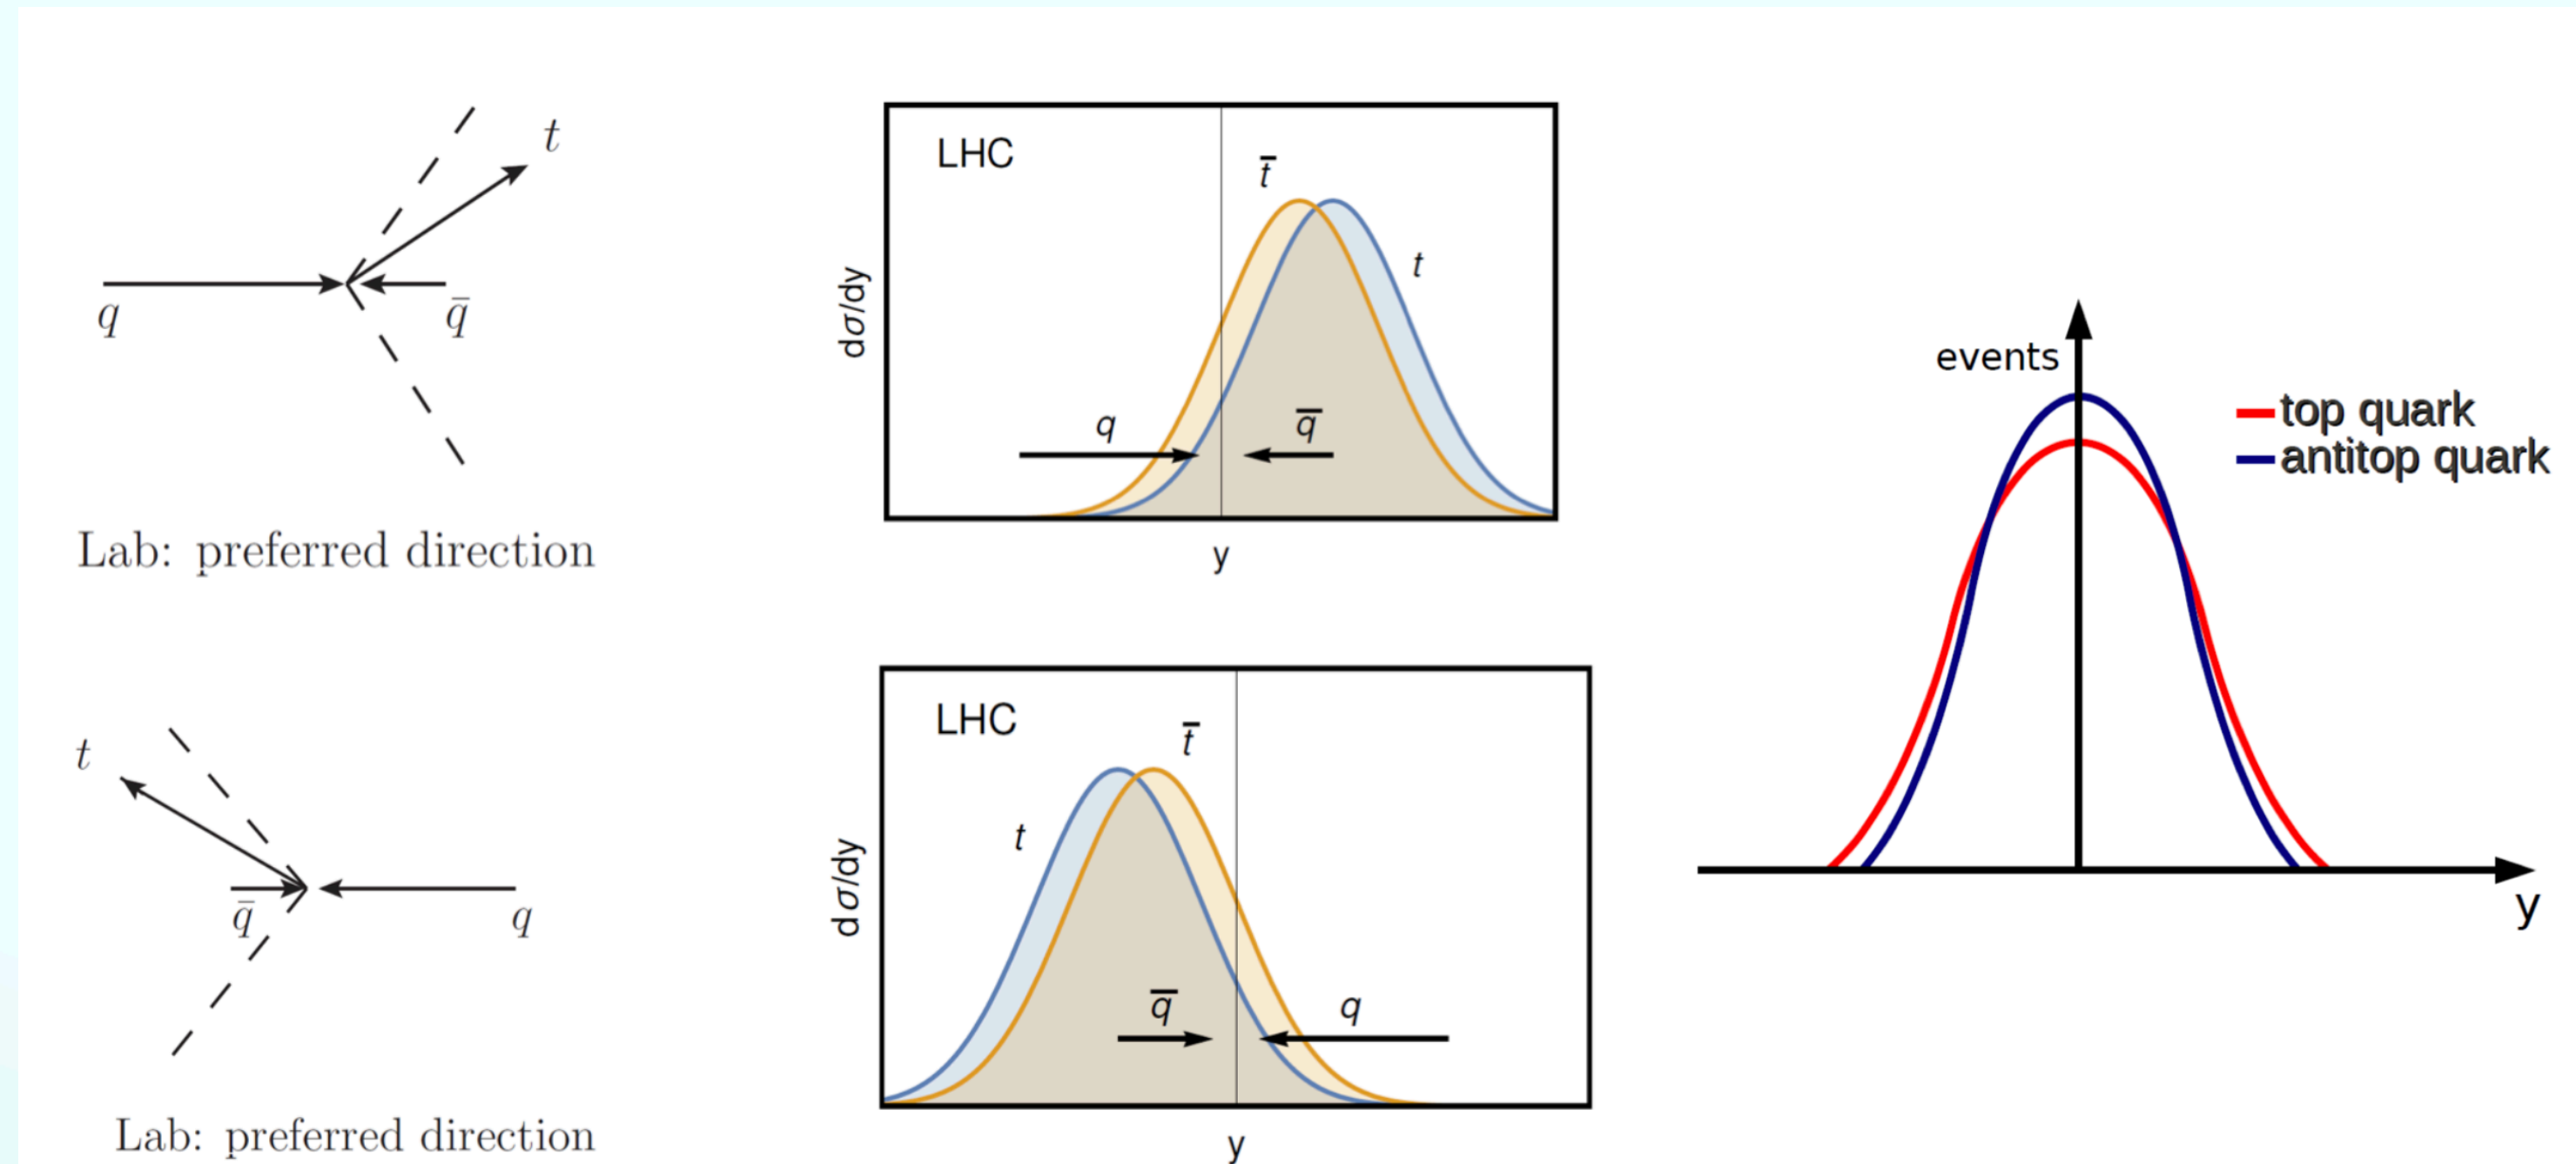 t
q
q̄
Lab: preferred direction
t
q̄
q
Lab: preferred direction
LHC
t̄
t
q
q̄
dσ/dy
y
LHC
t̄
t
q̄
q
dσ/dy
y
events
top quark
antitop quark
y